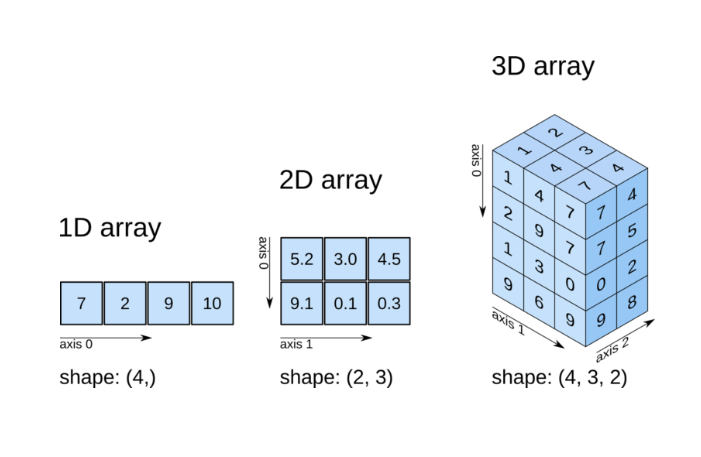 3D array
2D array
1D array
axis 0
axis 0
7 2 9 10
5.2 3.0 4.5
9.1 0.1 0.3
2
1 3
4 4
7
1 4 7
2 9 7
1 3 0
9 6 9
7 4
7 5
0 2
9 8
axis 0
axis 1
axis 1
axis 2
shape: (4,)
shape: (2, 3)
shape: (4, 3, 2)